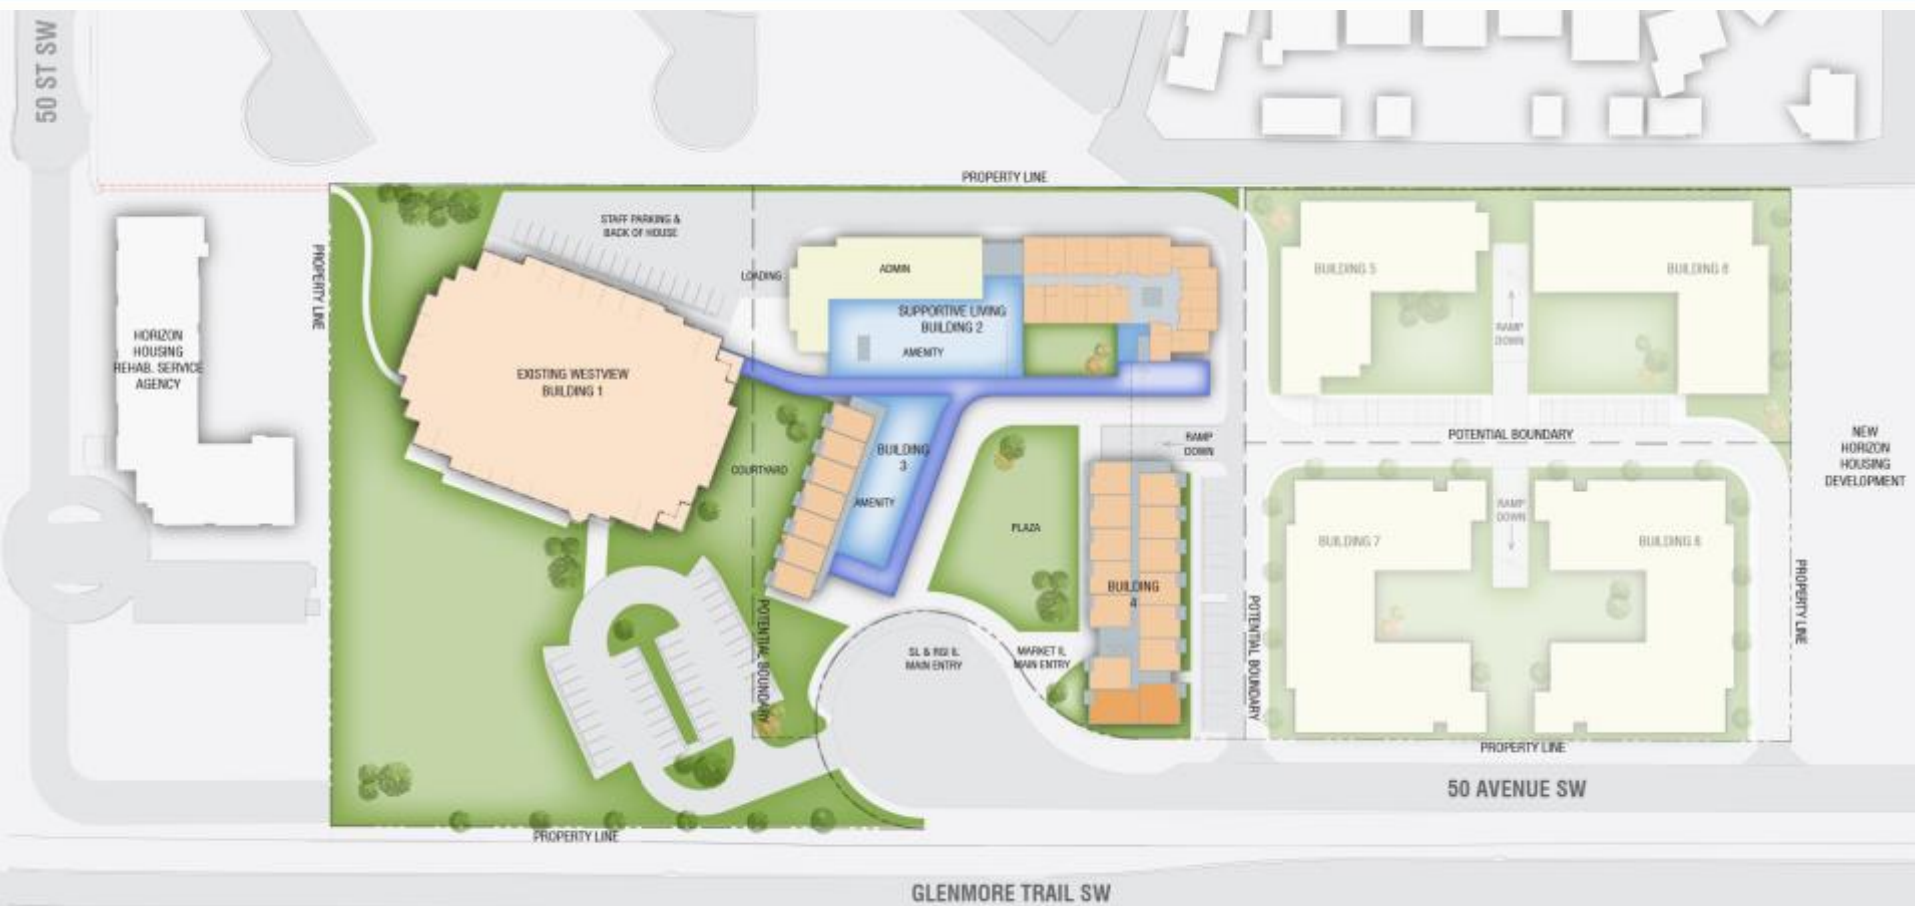 50 ST SW
PROPERTY LINE
STAFF PARKING &
BACK OF HOUSE
PROPERTY LINE
LOADING
ADMIN
BUILDING 5
BUILDING 8
SUPPORTIVE LIVING
BUILDING 2
AMENITY
RAMP
DOWN
HORIZON
HOUSING
REHAB. SERVICE
AGENCY
EXISTING WESTVIEW
BUILDING 1
POTENTIAL BOUNDARY
RAMP
DOWN
BUILDING
3
COURTYARD
AMENITY
NEW
HORIZON
HOUSING
DEVELOPMENT
PLAZA
RAMP
DOWN
BUILDING 7
BUILDING 6
BUILDING
4
POTENTIAL BOUNDARY
POTENTIAL BOUNDARY
PROPERTY LINE
SL & RGI IL
MAIN ENTRY
MARKET IL
MAIN ENTRY
PROPERTY LINE
50 AVENUE SW
PROPERTY LINE
GLENMORE TRAIL SW